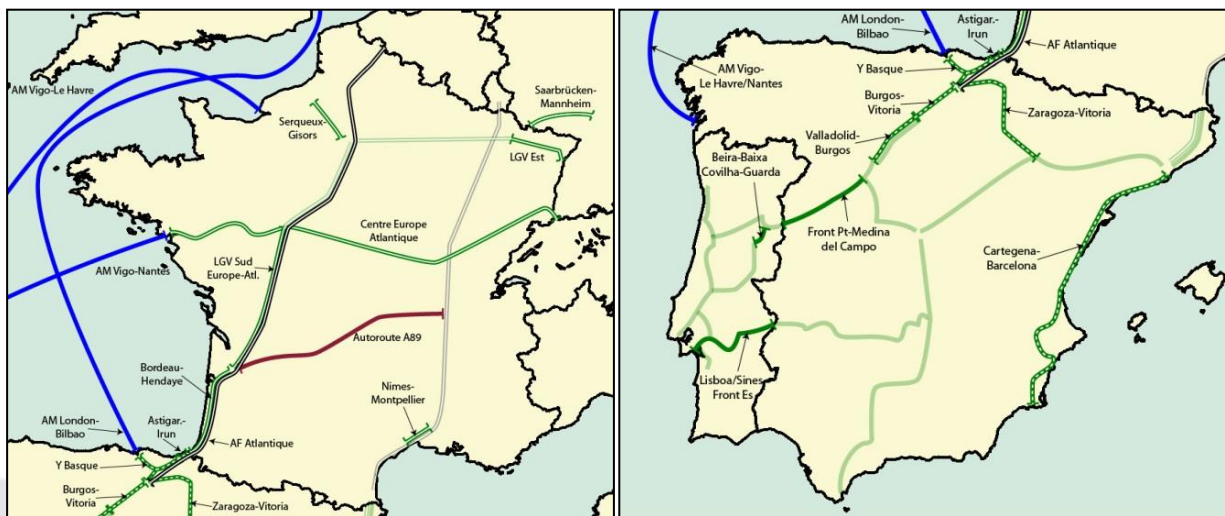 AM Vigo-Le Havre
Serqueux-
Gisors
Saarbrücken-
Mannheim
LGV Est
Centre Europe
Atlantique
AM Vigo-Nantes
LGV Sud
Europe-Atl.
Autoroute A89
Bordeau-
Hendaye
Nimes-
Montpellier
AM London-
Bilbao
Astigar.-
Irun
AF Atlantique
Y Basque
Burgos-
Vitoria
Zaragoza-Vitoria
AM London-
Bilbao
Astigar.-
Irun
AF Atlantique
AM Vigo-
Le Havre/Nantes
Y Basque
Burgos-
Vitoria
Zaragoza-Vitoria
Valladolid-
Burgos
Beira-Baixa
Covilha-Guarda
Front Pt-Medina
del Campo
Cartegena-
Barcelona
Lisboa/Sines
Front Es